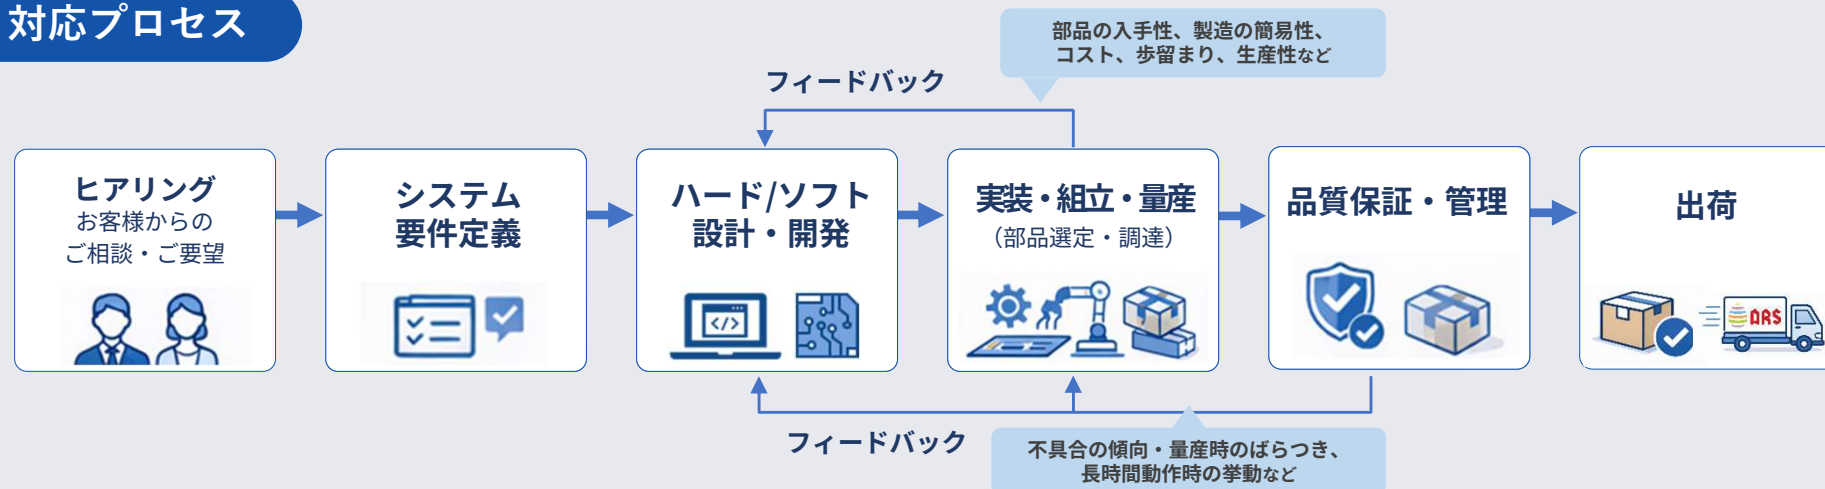 対応プロセス
部品の入手性、製造の簡易性、
コスト、歩留まり、生産性など
フィードバック
ヒアリング
お客様からの
ご相談・ご要望
システム
要件定義
ハード/ソフト
設計・開発
</>
実装・組立・量産
（部品選定・調達）
品質保証・管理
出荷
ARS
フィードバック
不具合の傾向・量産時のばらつき、
長時間動作時の挙動など